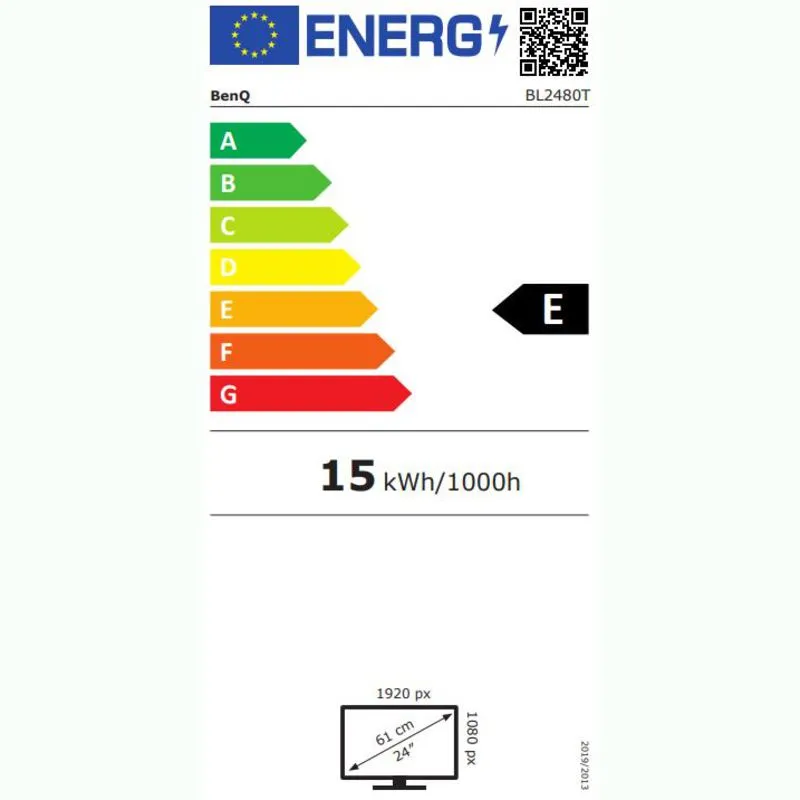 ENERG
BenQ BL2480T
A
B
C
D
E
E
F
G
15 kWh/1000h
1920 px
61 cm
24"
1080 px
2019/2013